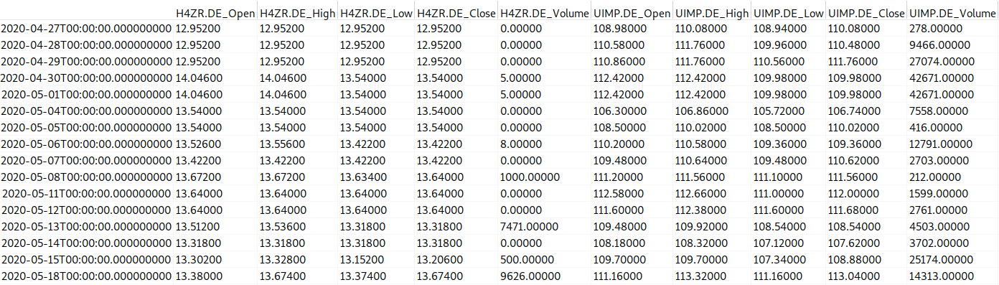 H4ZR.DE_Open H4ZR.DE_High H4ZR.DE_Low H4ZR.DE_Close H4ZR.DE_Volume UIMP.DE_Open UIMP.DE_High UIMP.DE_Low UIMP.DE_Close UIMP.DE_Volume
2020-04-27T00:00:00.000000000 12.95200 12.95200 12.95200 12.95200 0.00000 108.98000 110.08000 108.94000 110.08000 278.00000
2020-04-28T00:00:00.000000000 12.95200 12.95200 12.95200 12.95200 0.00000 110.58000 111.76000 109.96000 110.48000 9466.00000
2020-04-29T00:00:00.000000000 12.95200 12.95200 12.95200 12.95200 0.00000 110.86000 111.76000 110.56000 111.76000 27074.00000
2020-04-30T00:00:00.000000000 14.04600 14.04600 13.54000 13.54000 5.00000 112.42000 112.42000 109.98000 109.98000 42671.00000
2020-05-01T00:00:00.000000000 14.04600 14.04600 13.54000 13.54000 5.00000 112.42000 112.42000 109.98000 109.98000 42671.00000
2020-05-04T00:00:00.000000000 13.54000 13.54000 13.54000 13.54000 0.00000 106.30000 106.86000 105.72000 106.74000 7558.00000
2020-05-05T00:00:00.000000000 13.54000 13.54000 13.54000 13.54000 0.00000 108.50000 110.02000 108.50000 110.02000 416.00000
2020-05-06T00:00:00.000000000 13.52600 13.55600 13.42200 13.42200 8.00000 110.20000 110.58000 109.36000 109.36000 12791.00000
2020-05-07T00:00:00.000000000 13.42200 13.42200 13.42200 13.42200 0.00000 109.48000 110.64000 109.48000 110.62000 2703.00000
2020-05-08T00:00:00.000000000 13.67200 13.67200 13.63400 13.64000 1000.00000 111.20000 111.56000 111.10000 111.56000 212.00000
2020-05-11T00:00:00.000000000 13.64000 13.64000 13.64000 13.64000 0.00000 112.58000 112.66000 111.00000 112.00000 1599.00000
2020-05-12T00:00:00.000000000 13.64000 13.64000 13.64000 13.64000 0.00000 111.60000 112.38000 111.60000 111.68000 2761.00000
2020-05-13T00:00:00.000000000 13.51200 13.53600 13.31800 13.31800 7471.00000 109.48000 109.92000 108.54000 108.54000 4503.00000
2020-05-14T00:00:00.000000000 13.31800 13.31800 13.31800 13.31800 0.00000 108.18000 108.32000 107.12000 107.62000 3702.00000
2020-05-15T00:00:00.000000000 13.30200 13.32800 13.15200 13.20600 500.00000 109.70000 109.70000 107.34000 108.88000 25174.00000
2020-05-18T00:00:00.000000000 13.38000 13.67400 13.37400 13.67400 9626.00000 111.16000 113.32000 111.16000 113.04000 14313.00000